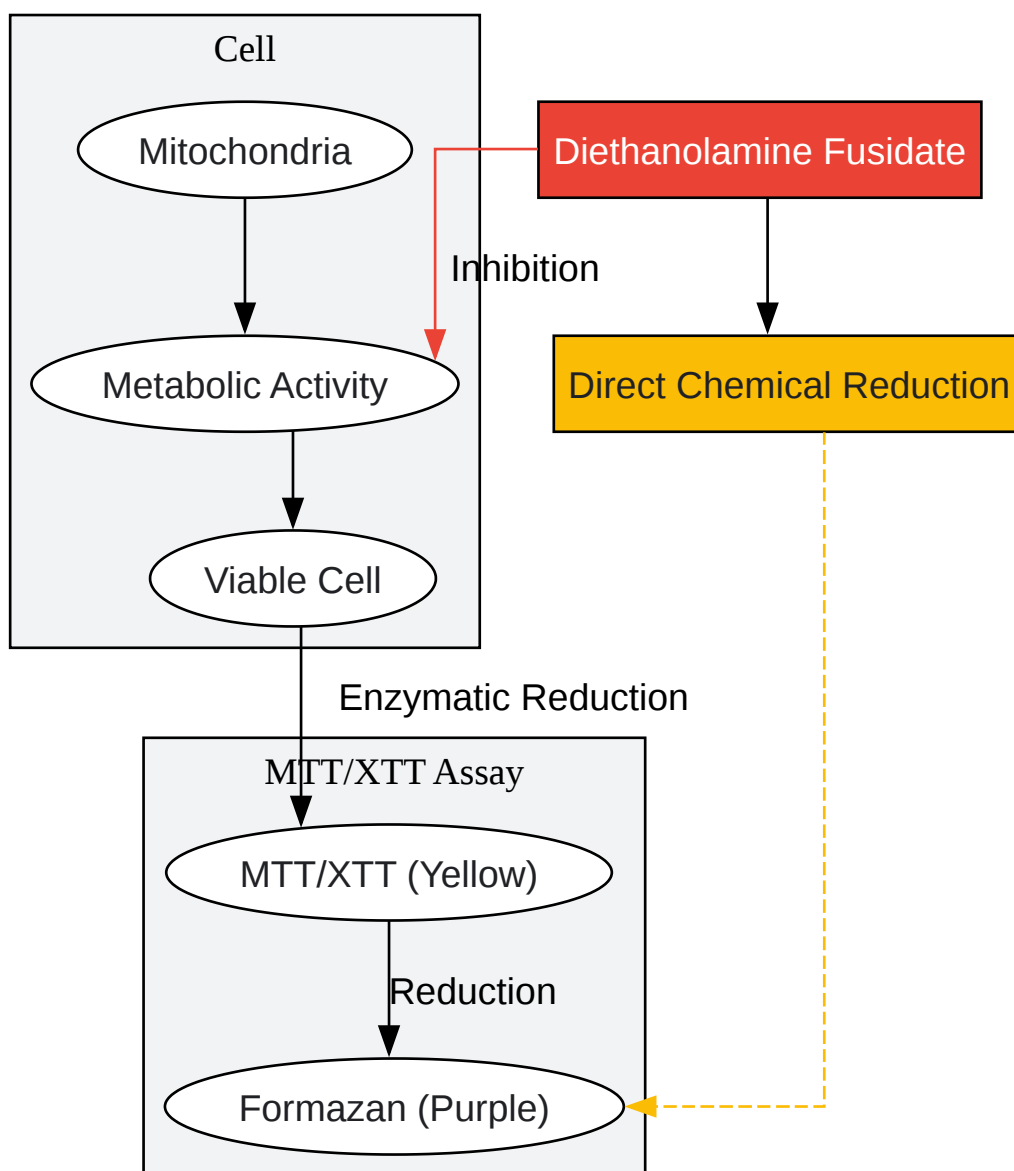 Cell
Mitochondria
Diethanolamine Fusidate
Inhibition
Metabolic Activity
Direct Chemical Reduction
Viable Cell
Enzymatic Reduction
MTT/XTT Assay
MTT/XTT (Yellow)
Reduction
Formazan (Purple)